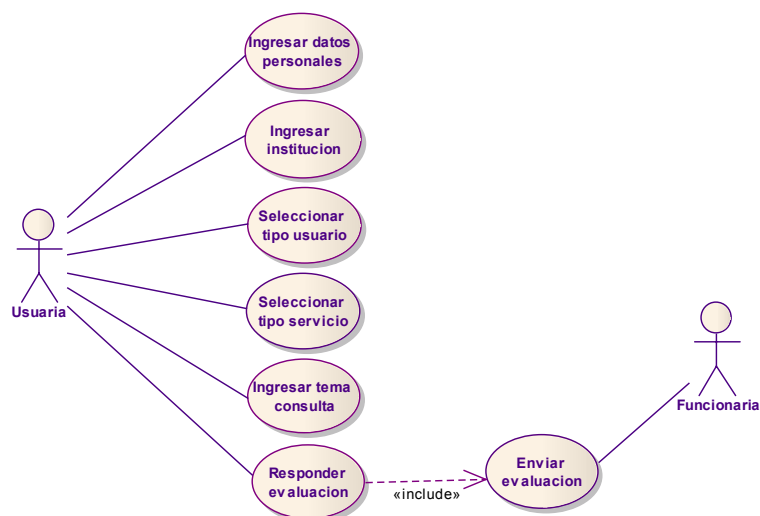 Ingresar datos
personales
Ingresar
institucion
Seleccionar
tipo usuario
Usuaria
Seleccionar
tipo servicio
Ingresar tema
consulta
Funcionaria
Responder
evaluacion
«include»
Enviar
evaluacion